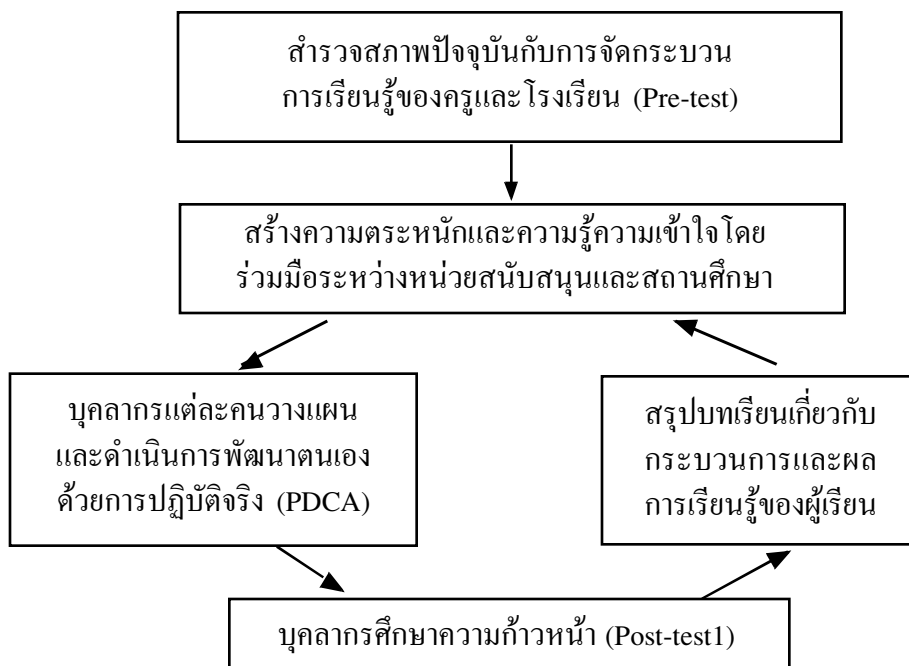 สำรวจสภาพปัจจุบันกับการจัดกระบวน
การเรียนรู้ของครูและโรงเรียน (Pre-test)
สร้างความตระหนักและความรู้ความเข้าใจโดย
ร่วมมือระหว่างหน่วยสนับสนุนและสถานศึกษา
บุคลากรแต่ละคนวางแผน
และดำเนินการพัฒนาตนเอง
ด้วยการปฏิบัติจริง (PDCA)
สรุปบทเรียนเกี่ยวกับ
กระบวนการและผล
การเรียนรู้ของผู้เรียน
บุคลากรศึกษาความก้าวหน้า (Post-test1)